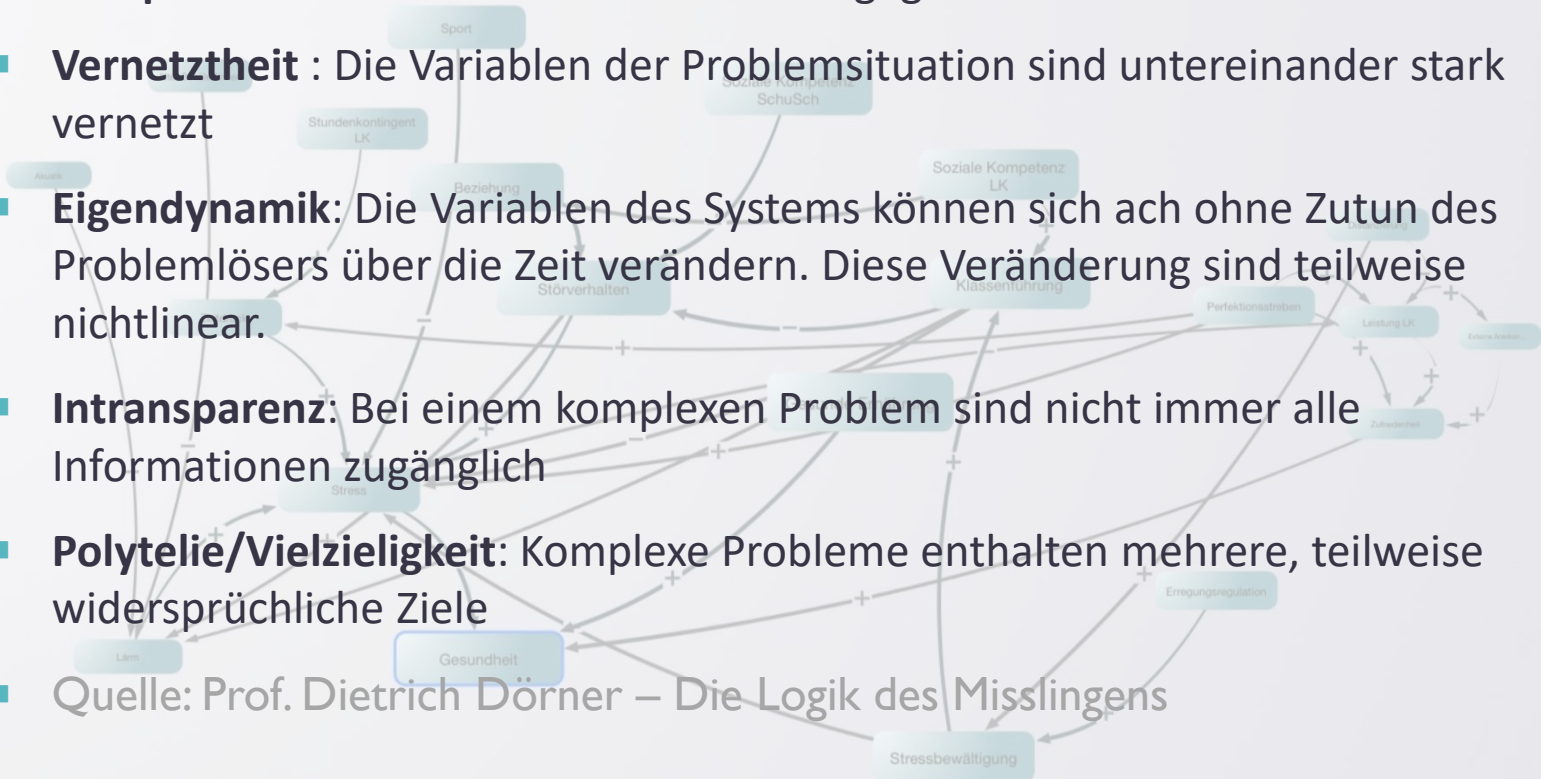 Vernetztheit : Die Variablen der Problemsituation sind untereinander stark
vernetzt
Eigendynamik: Die Variablen des Systems können sich ach ohne Zutun des
Problemlösers über die Zeit verändern. Diese Veränderung sind teilweise
nichtlinear.
Intransparenz: Bei einem komplexen Problem sind nicht immer alle
Informationen zugänglich
Polytelie/Vielzieligkeit: Komplexe Probleme enthalten mehrere, teilweise
widersprüchliche Ziele
Quelle: Prof. Dietrich Dörner – Die Logik des Misslingens
Sport
Soziale Kompetenz
SchuSch
Stundenkontingent
LK
Akustik
Beziehung
Soziale Kompetenz
LK
Störverhalten
Klassenführung
Perfektionsstreben
Leistung LK
Zufriedenheit
Stress
Erregungsregulation
Lärm
Gesundheit
Stressbewältigung